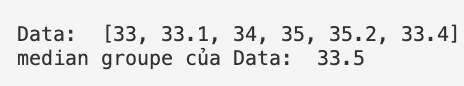 Data:  [33, 33.1, 34, 35, 35.2, 33.4]
median groupe của Data:  33.5